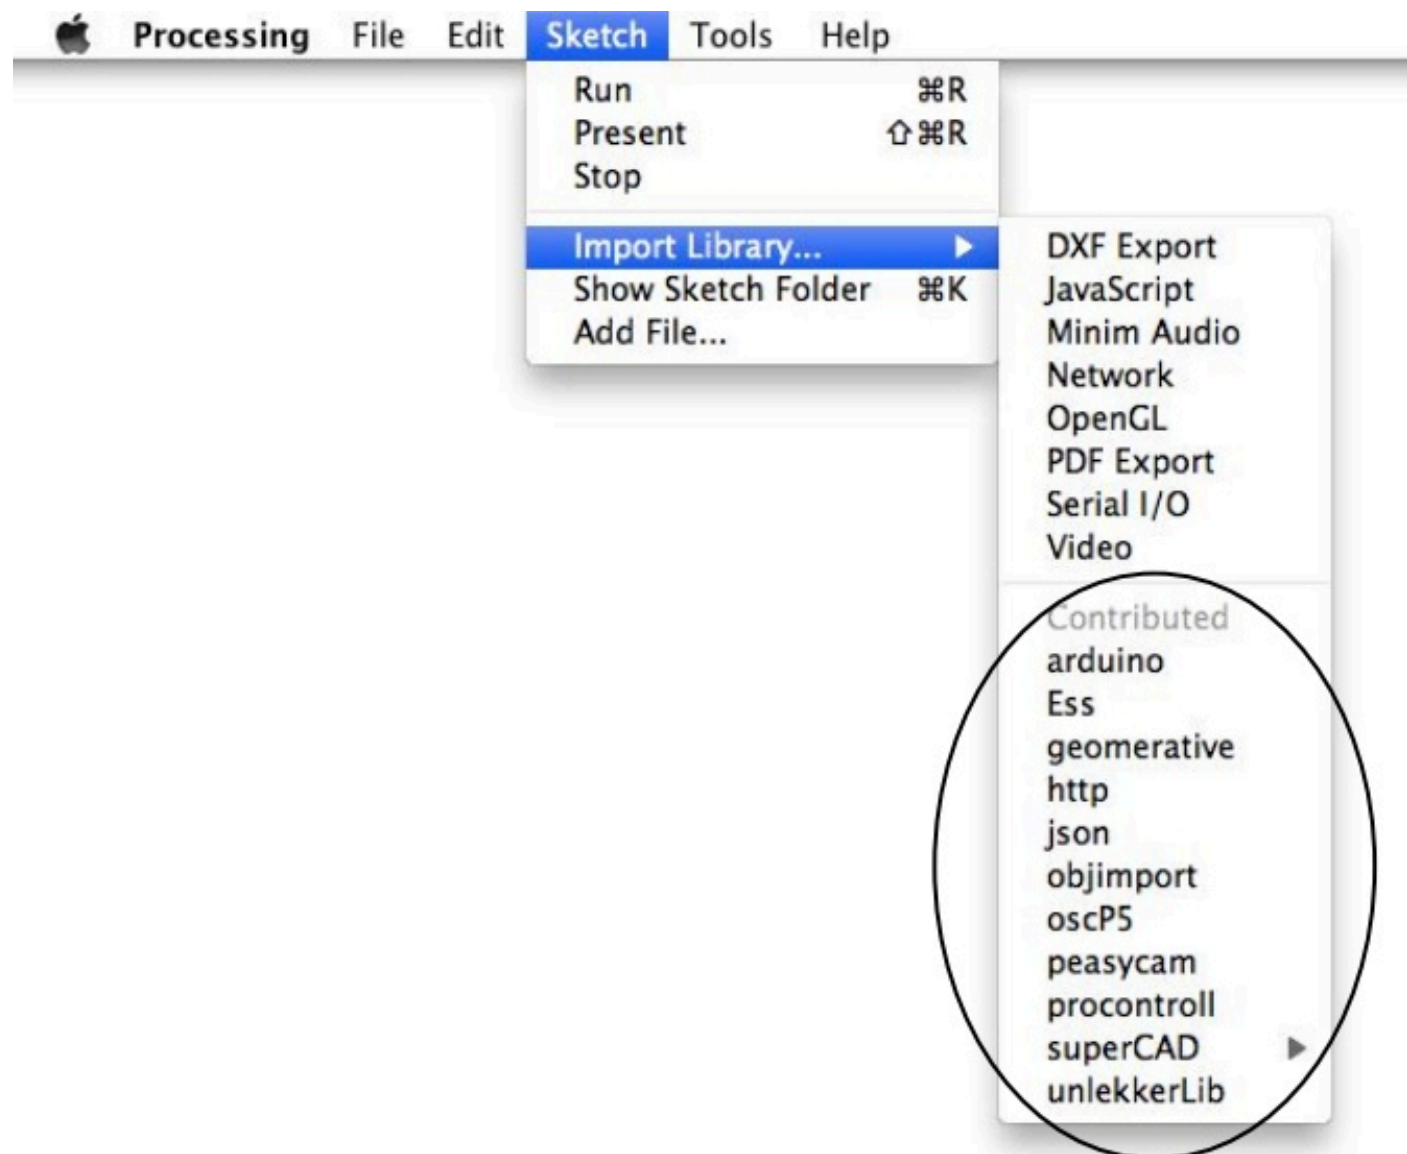 Processing File Edit Sketch Tools Help
Run ⌘R
Present ⇧⌘R
Stop
Import Library...
Show Sketch Folder ⌘K
Add File...
DXF Export
JavaScript
Minim Audio
Network
OpenGL
PDF Export
Serial I/O
Video
Contributed
arduino
Ess
geomerative
http
json
objimport
oscP5
peasycam
procontroll
superCAD
unlekkerLib